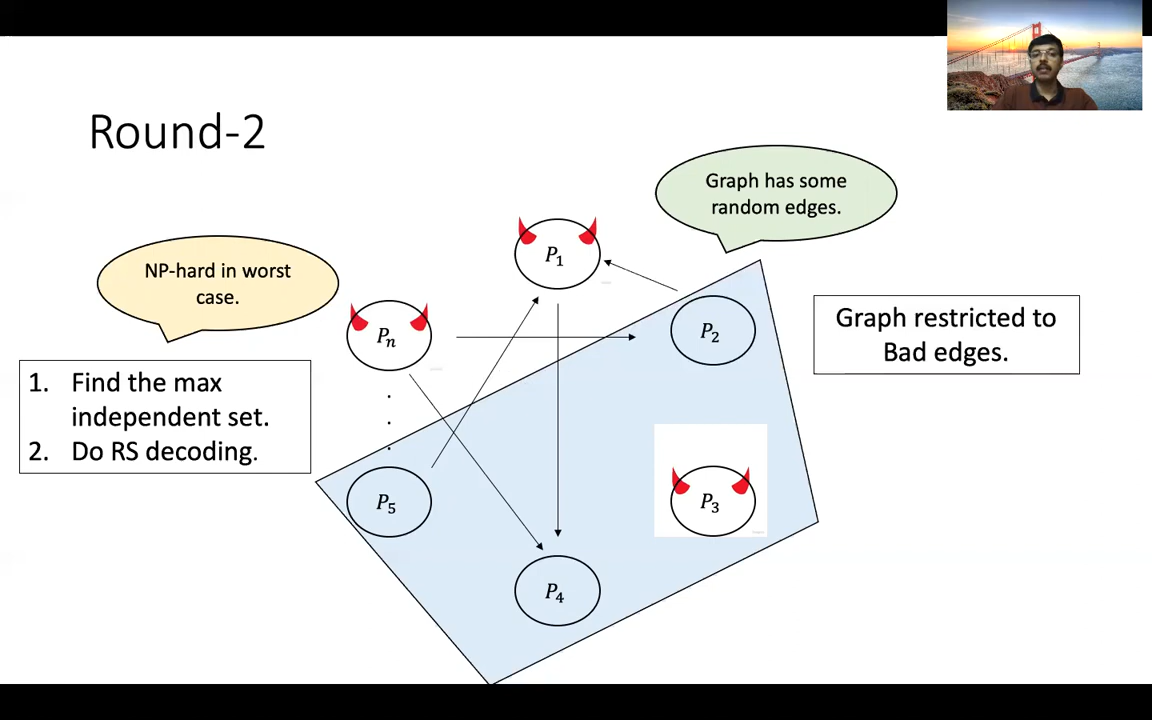 Round-2
Graph has some
random edges.
NP-hard in worst
case.
P1
Pn
P2
Graph restricted to
Bad edges.
1. Find the max
independent set.
2. Do RS decoding.
P5
P3
P4